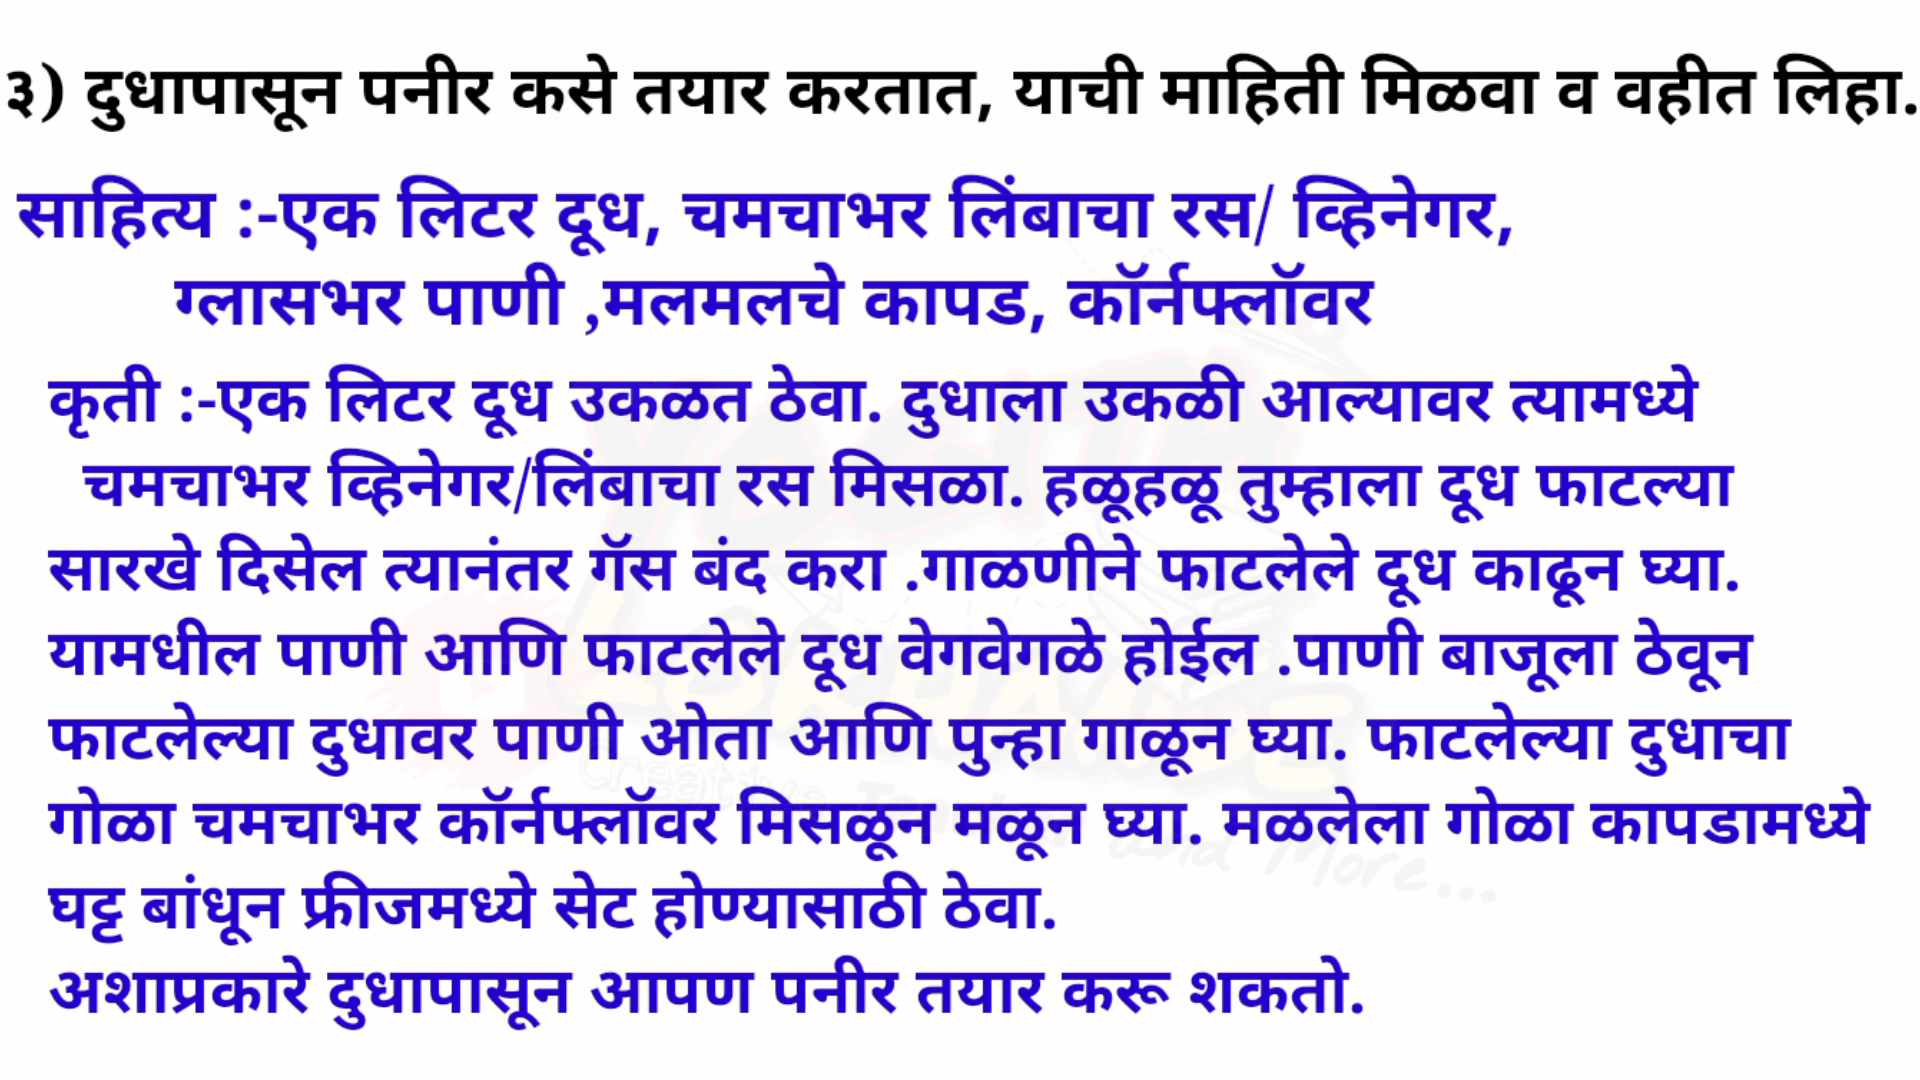 ३) दुधापासून पनीर कसे तयार करतात, याची माहिती मिळवा व वहीत लिहा.
साहित्य :-एक लिटर दूध, चमचाभर लिंबाचा रस/ व्हिनेगर,
ग्लासभर पाणी ,मलमलचे कापड, कॉर्नफ्लॉवर
कृती :-एक लिटर दूध उकळत ठेवा. दुधाला उकळी आल्यावर त्यामध्ये
चमचाभर व्हिनेगर/लिंबाचा रस मिसळा. हळूहळू तुम्हाला दूध फाटल्या
सारखे दिसेल त्यानंतर गॅस बंद करा .गाळणीने फाटलेले दूध काढून घ्या.
यामधील पाणी आणि फाटलेले दूध वेगवेगळे होईल .पाणी बाजूला ठेवून
फाटलेल्या दुधावर पाणी ओता आणि पुन्हा गाळून घ्या. फाटलेल्या दुधाचा
गोळा चमचाभर कॉर्नफ्लॉवर मिसळून मळून घ्या. मळलेला गोळा कापडामध्ये
घट्ट बांधून फ्रीजमध्ये सेट होण्यासाठी ठेवा.
अशाप्रकारे दुधापासून आपण पनीर तयार करू शकतो.